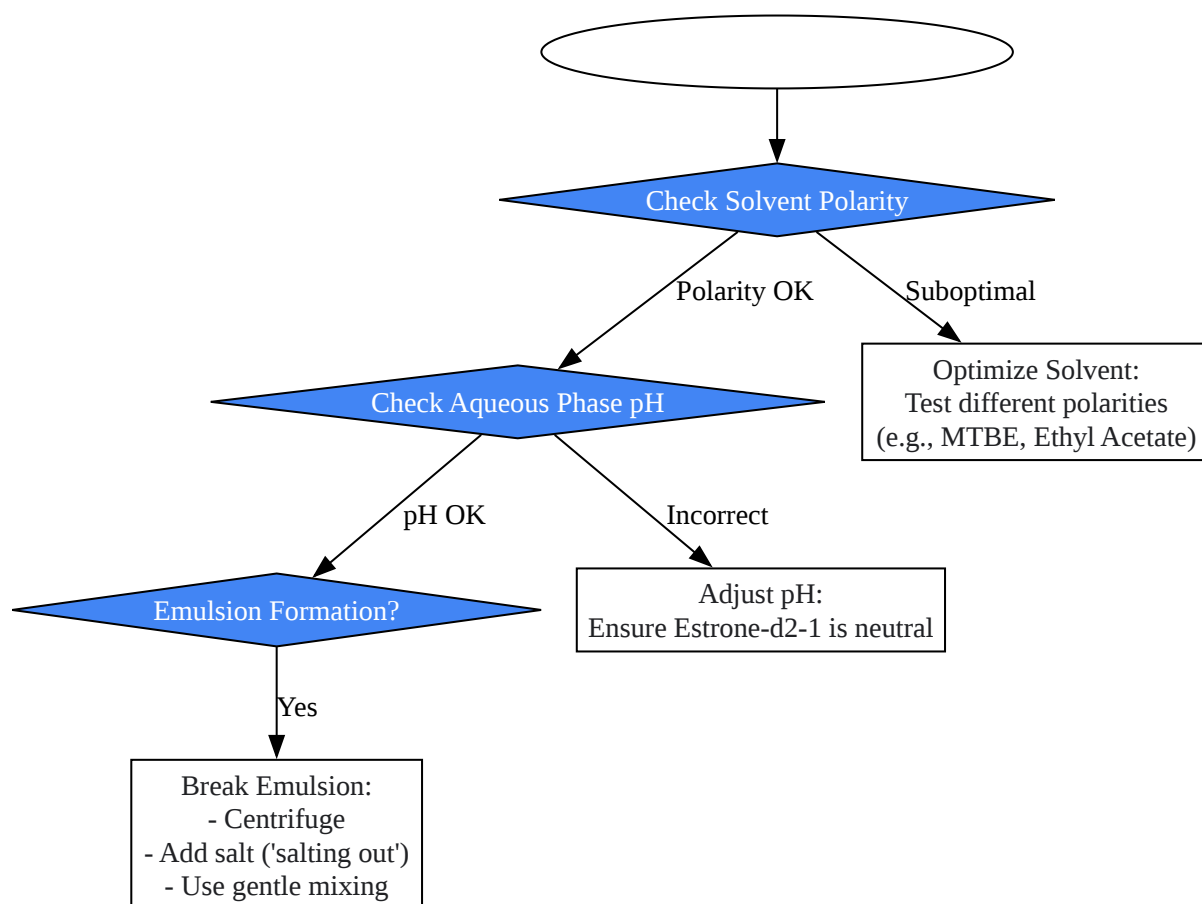 Check Solvent Polarity
Polarity OK
Suboptimal
Optimize Solvent:
Test different polarities
(e.g., MTBE, Ethyl Acetate)
Check Aqueous Phase pH
pH OK
Incorrect
Adjust pH:
Ensure Estrone-d2-1 is neutral
Emulsion Formation?
Yes
Break Emulsion:
- Centrifuge
- Add salt ('salting out')
- Use gentle mixing